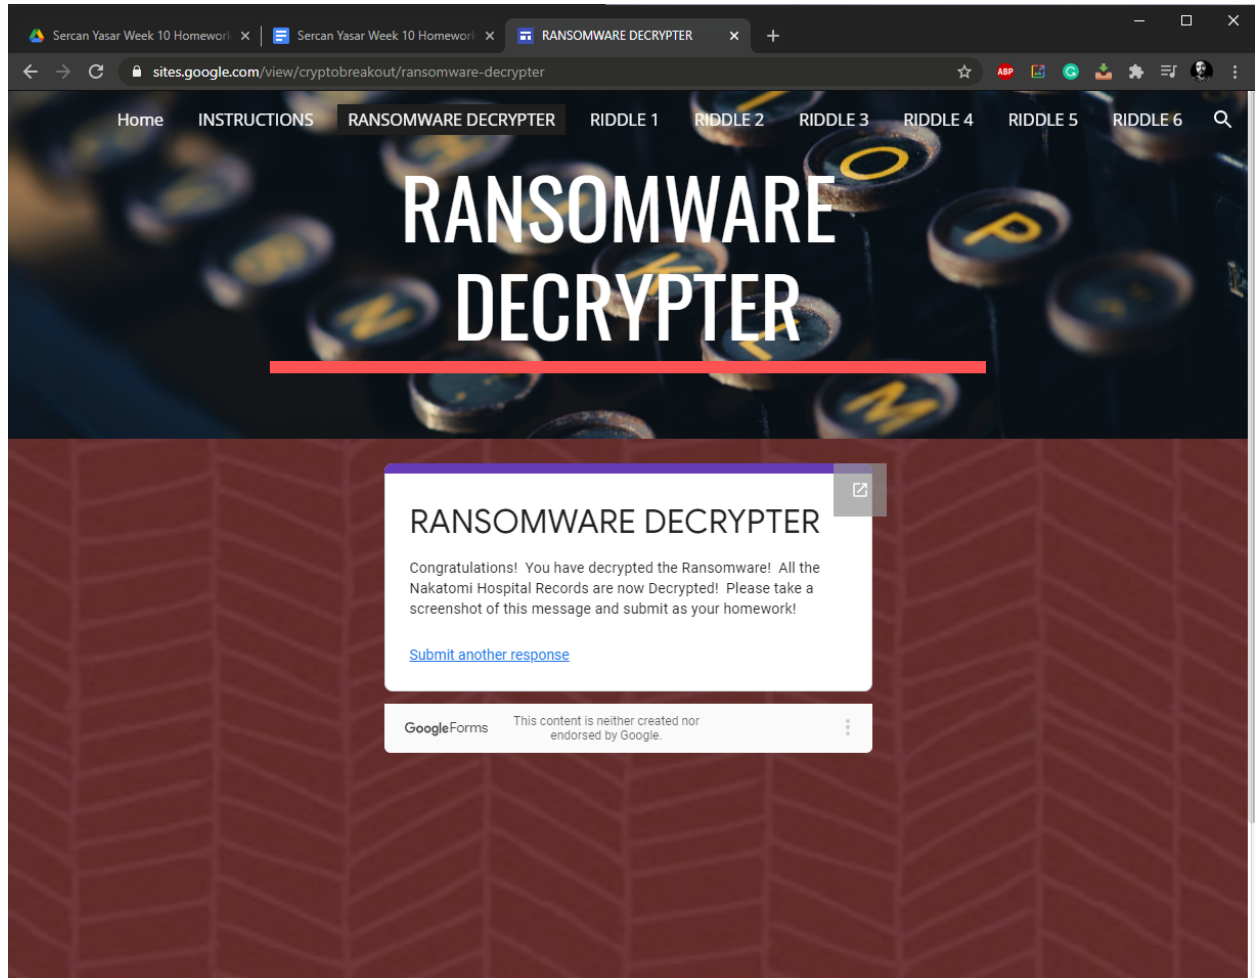 Sercan Yasar Week 10 Homework
Sercan Yasar Week 10 Homework
RANSOMWARE DECRYPTER
sites.google.com/view/cryptobreakout/ransomware-decrypter
ABP
Home INSTRUCTIONS RANSOMWARE DECRYPTER RIDDLE 1 RIDDLE 2 RIDDLE 3 RIDDLE 4 RIDDLE 5 RIDDLE 6
RANSOMWARE
DECRYPTER
RANSOMWARE DECRYPTER
Congratulations! You have decrypted the Ransomware! All the
Nakatomi Hospital Records are now Decrypted! Please take a
screenshot of this message and submit as your homework!
Submit another response
Google Forms
This content is neither created nor
endorsed by Google.